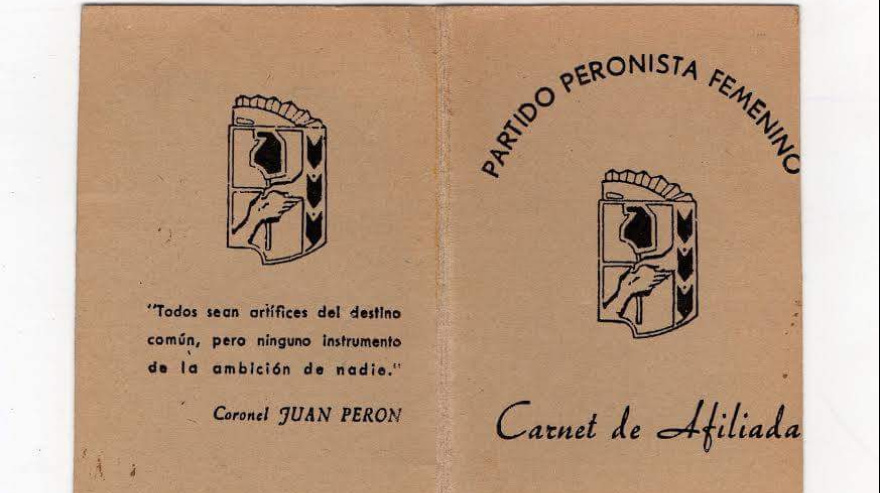 "Todos sean artífices del destino
común, pero ninguno instrumento
de la ambición de nadie."
Coronel JUAN PERON
PARTIDO PERONISTA FEMENINO
Carnet de Afiliada